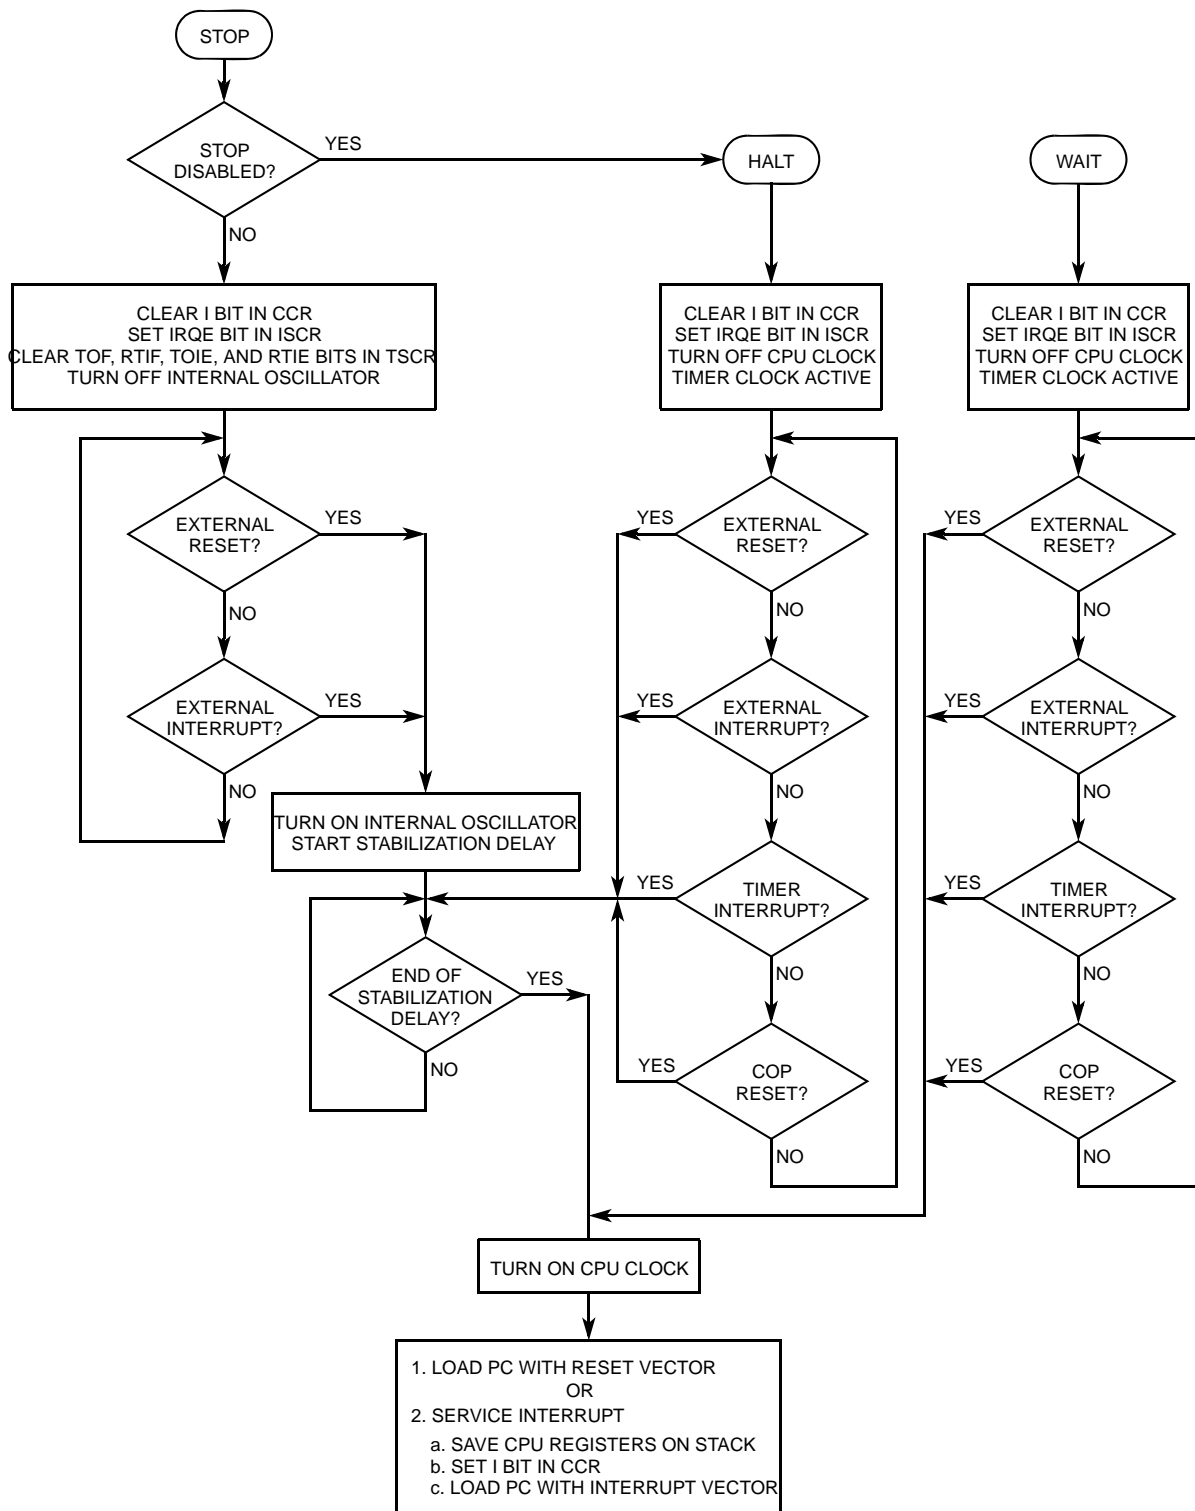 STOP
STOP
DISABLED?
YES
NO
HALT
WAIT
CLEAR I BIT IN CCR
SET IRQE BIT IN ISCR
CLEAR TOF, RTIF, TOIE, AND RTIE BITS IN TSCR
TURN OFF INTERNAL OSCILLATOR
CLEAR I BIT IN CCR
SET IRQE BIT IN ISCR
TURN OFF CPU CLOCK
TIMER CLOCK ACTIVE
CLEAR I BIT IN CCR
SET IRQE BIT IN ISCR
TURN OFF CPU CLOCK
TIMER CLOCK ACTIVE
EXTERNAL
RESET?
YES
NO
EXTERNAL
INTERRUPT?
YES
NO
TURN ON INTERNAL OSCILLATOR
START STABILIZATION DELAY
END OF
STABILIZATION
DELAY?
YES
NO
YES
EXTERNAL
RESET?
NO
YES
EXTERNAL
INTERRUPT?
NO
YES
TIMER
INTERRUPT?
NO
YES
COP
RESET?
NO
YES
EXTERNAL
RESET?
NO
YES
EXTERNAL
INTERRUPT?
NO
YES
TIMER
INTERRUPT?
NO
YES
COP
RESET?
NO
TURN ON CPU CLOCK
1. LOAD PC WITH RESET VECTOR
OR
2. SERVICE INTERRUPT
a. SAVE CPU REGISTERS ON STACK
b. SET I BIT IN CCR
c. LOAD PC WITH INTERRUPT VECTOR